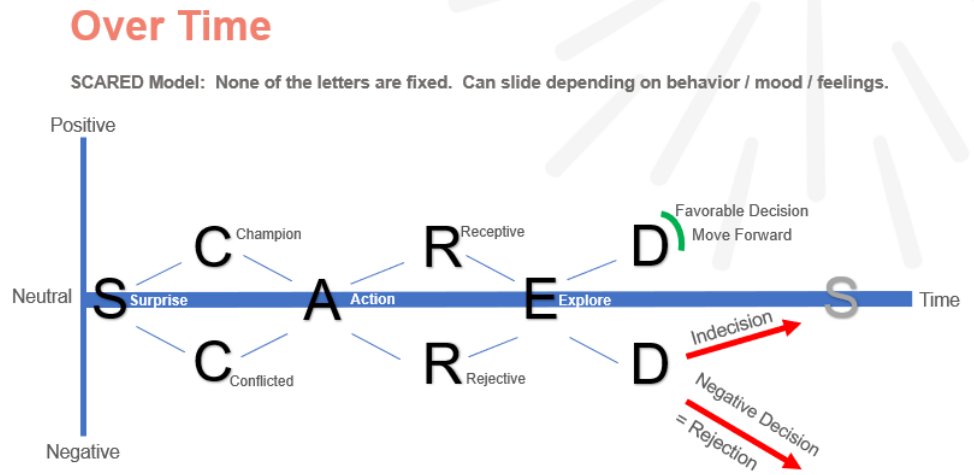 Over Time
SCARED Model:  None of the letters are fixed.  Can slide depending on behavior / mood / feelings.
Positive
Favorable Decision
Move Forward
C Champion
R Receptive
D
Neutral
S Surprise
A Action
E Explore
S
Time
Indecision
C Conflicted
R Rejective
D
Negative Decision
= Rejection
Negative